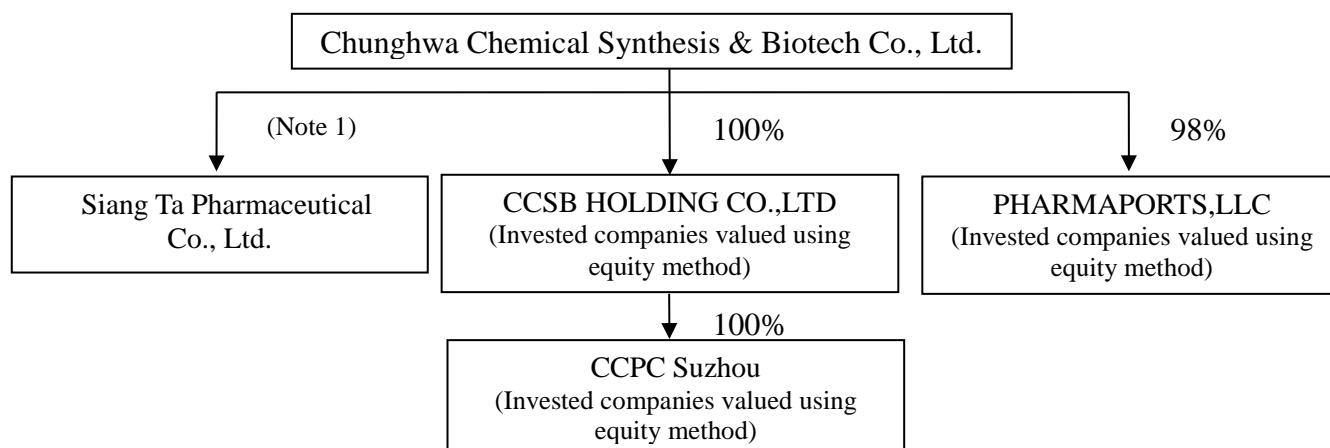 Chunghwa Chemical Synthesis & Biotech Co., Ltd.
(Note 1)
100%
98%
Siang Ta Pharmaceutical
Co., Ltd.
CCSB HOLDING CO.,LTD
(Invested companies valued using
equity method)
PHARMAPORTS,LLC
(Invested companies valued using
equity method)
100%
CCPC Suzhou
(Invested companies valued using
equity method)